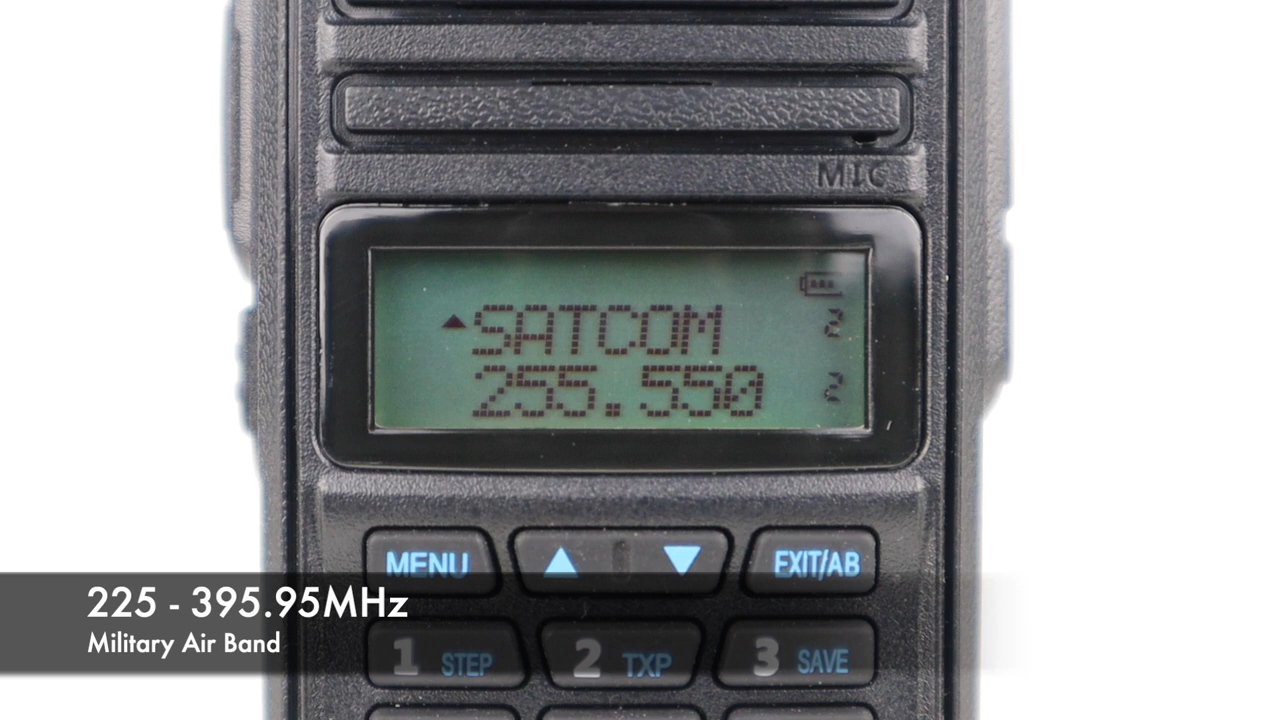 MIC
SATCOM
2
255.550
2
MENU ▲ ▼ EXIT/AB
225 - 395.95MHz
Military Air Band
1 STEP 2 TXP 3 SAVE